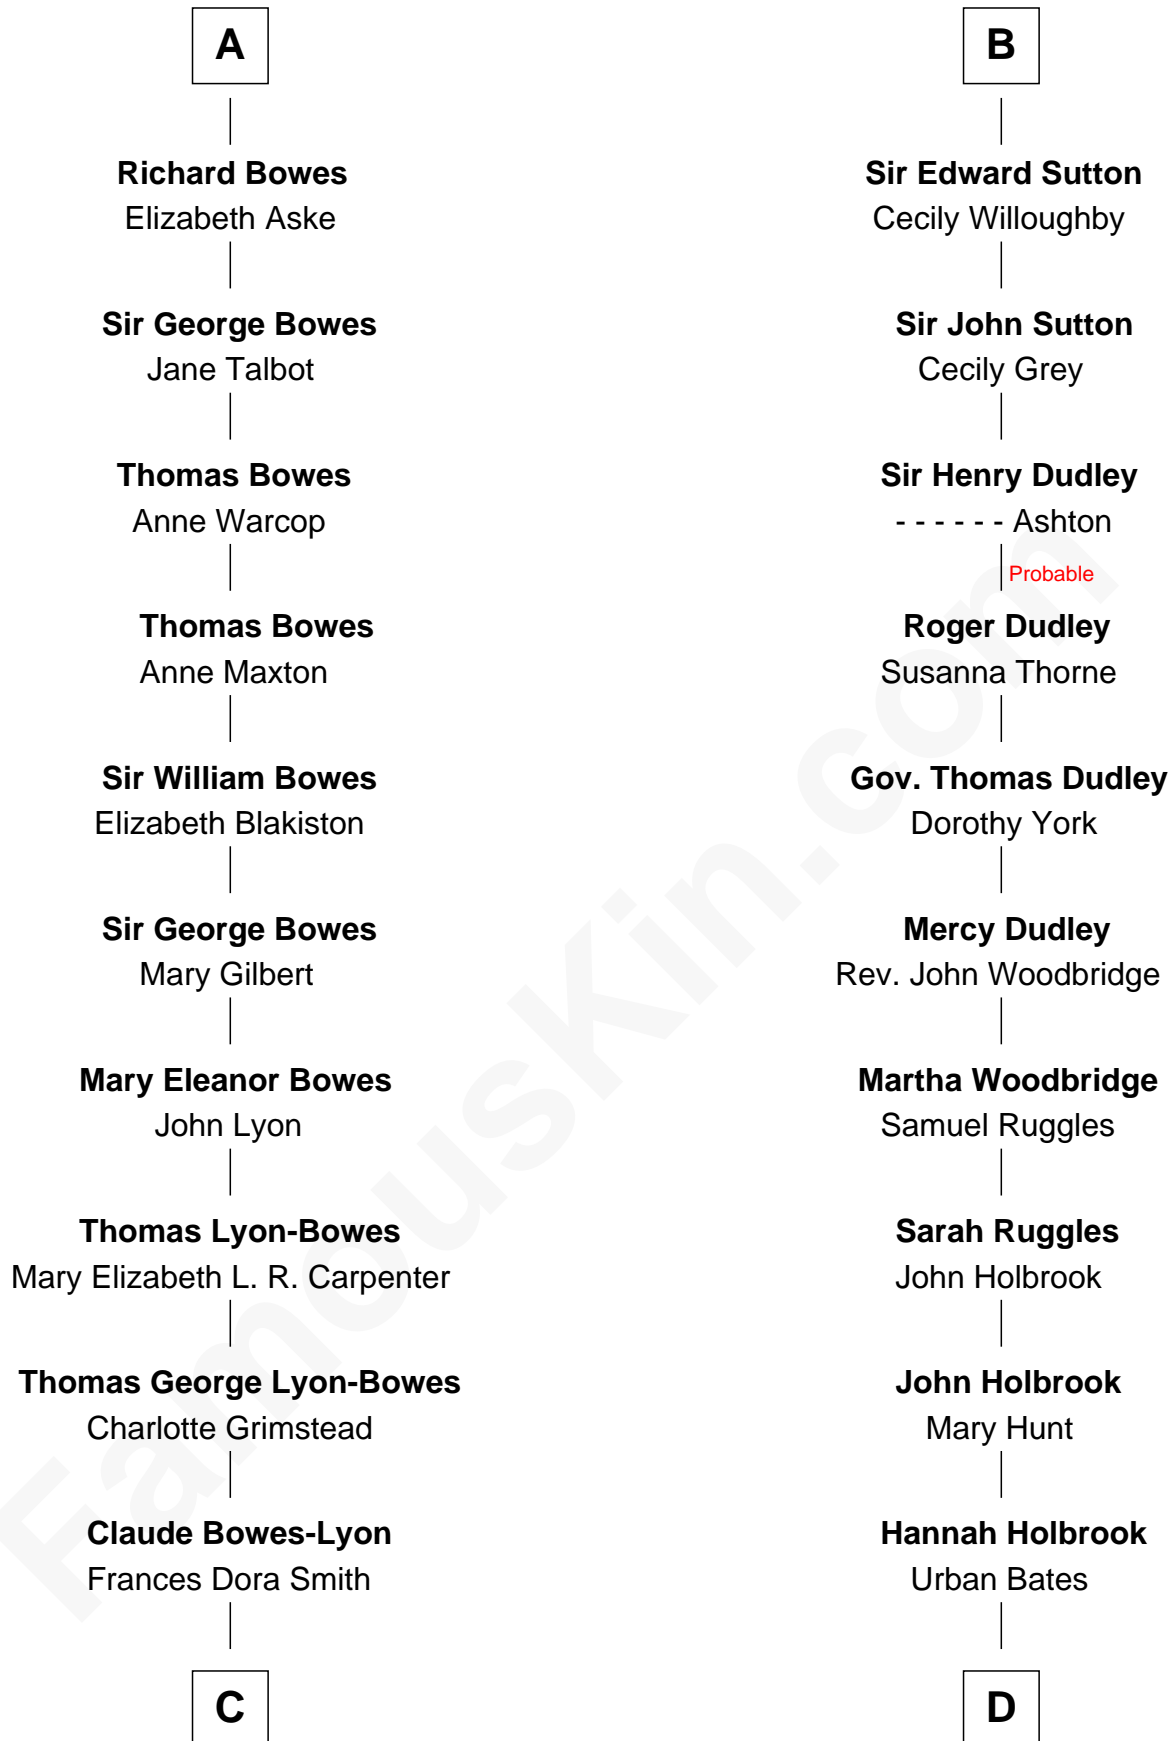 A
Richard Bowes
Elizabeth Aske
Sir George Bowes
Jane Talbot
Thomas Bowes
Anne Warcop
Thomas Bowes
Anne Maxton
Sir William Bowes
Elizabeth Blakiston
Sir George Bowes
Mary Gilbert
Mary Eleanor Bowes
John Lyon
Thomas Lyon-Bowes
Mary Elizabeth L. R. Carpenter
Thomas George Lyon-Bowes
Charlotte Grimstead
Claude Bowes-Lyon
Frances Dora Smith
C
B
Sir Edward Sutton
Cecily Willoughby
Sir John Sutton
Cecily Grey
Sir Henry Dudley
- - - - - - Ashton
Probable
Roger Dudley
Susanna Thorne
Gov. Thomas Dudley
Dorothy York
Mercy Dudley
Rev. John Woodbridge
Martha Woodbridge
Samuel Ruggles
Sarah Ruggles
John Holbrook
John Holbrook
Mary Hunt
Hannah Holbrook
Urban Bates
D
FamousKin.com